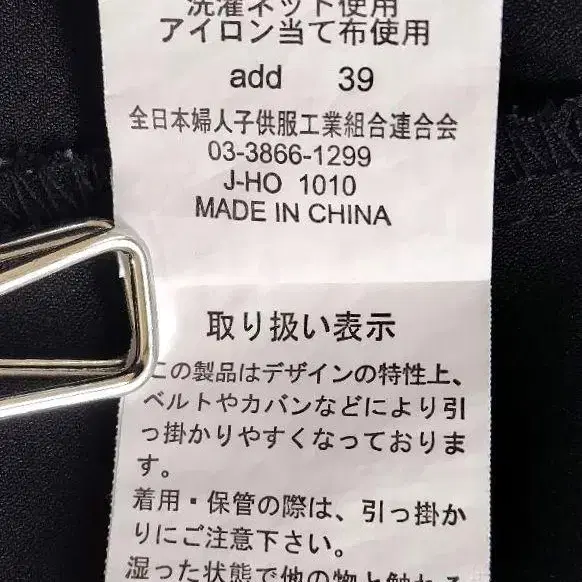 洗濯ネット使用
アイロン当て布使用
add 39
全日本婦人子供服工業組合連合会
03-3866-1299
J-HO 1010
MADE IN CHINA
取り扱い表示
この製品はデザインの特性上、
ベルトやカバンなどにより引
っ掛かりやすくなっておりま
す。
着用・保管の際は、引っ掛か
りにご注意下さい。
湿った状態で他の物と触れる